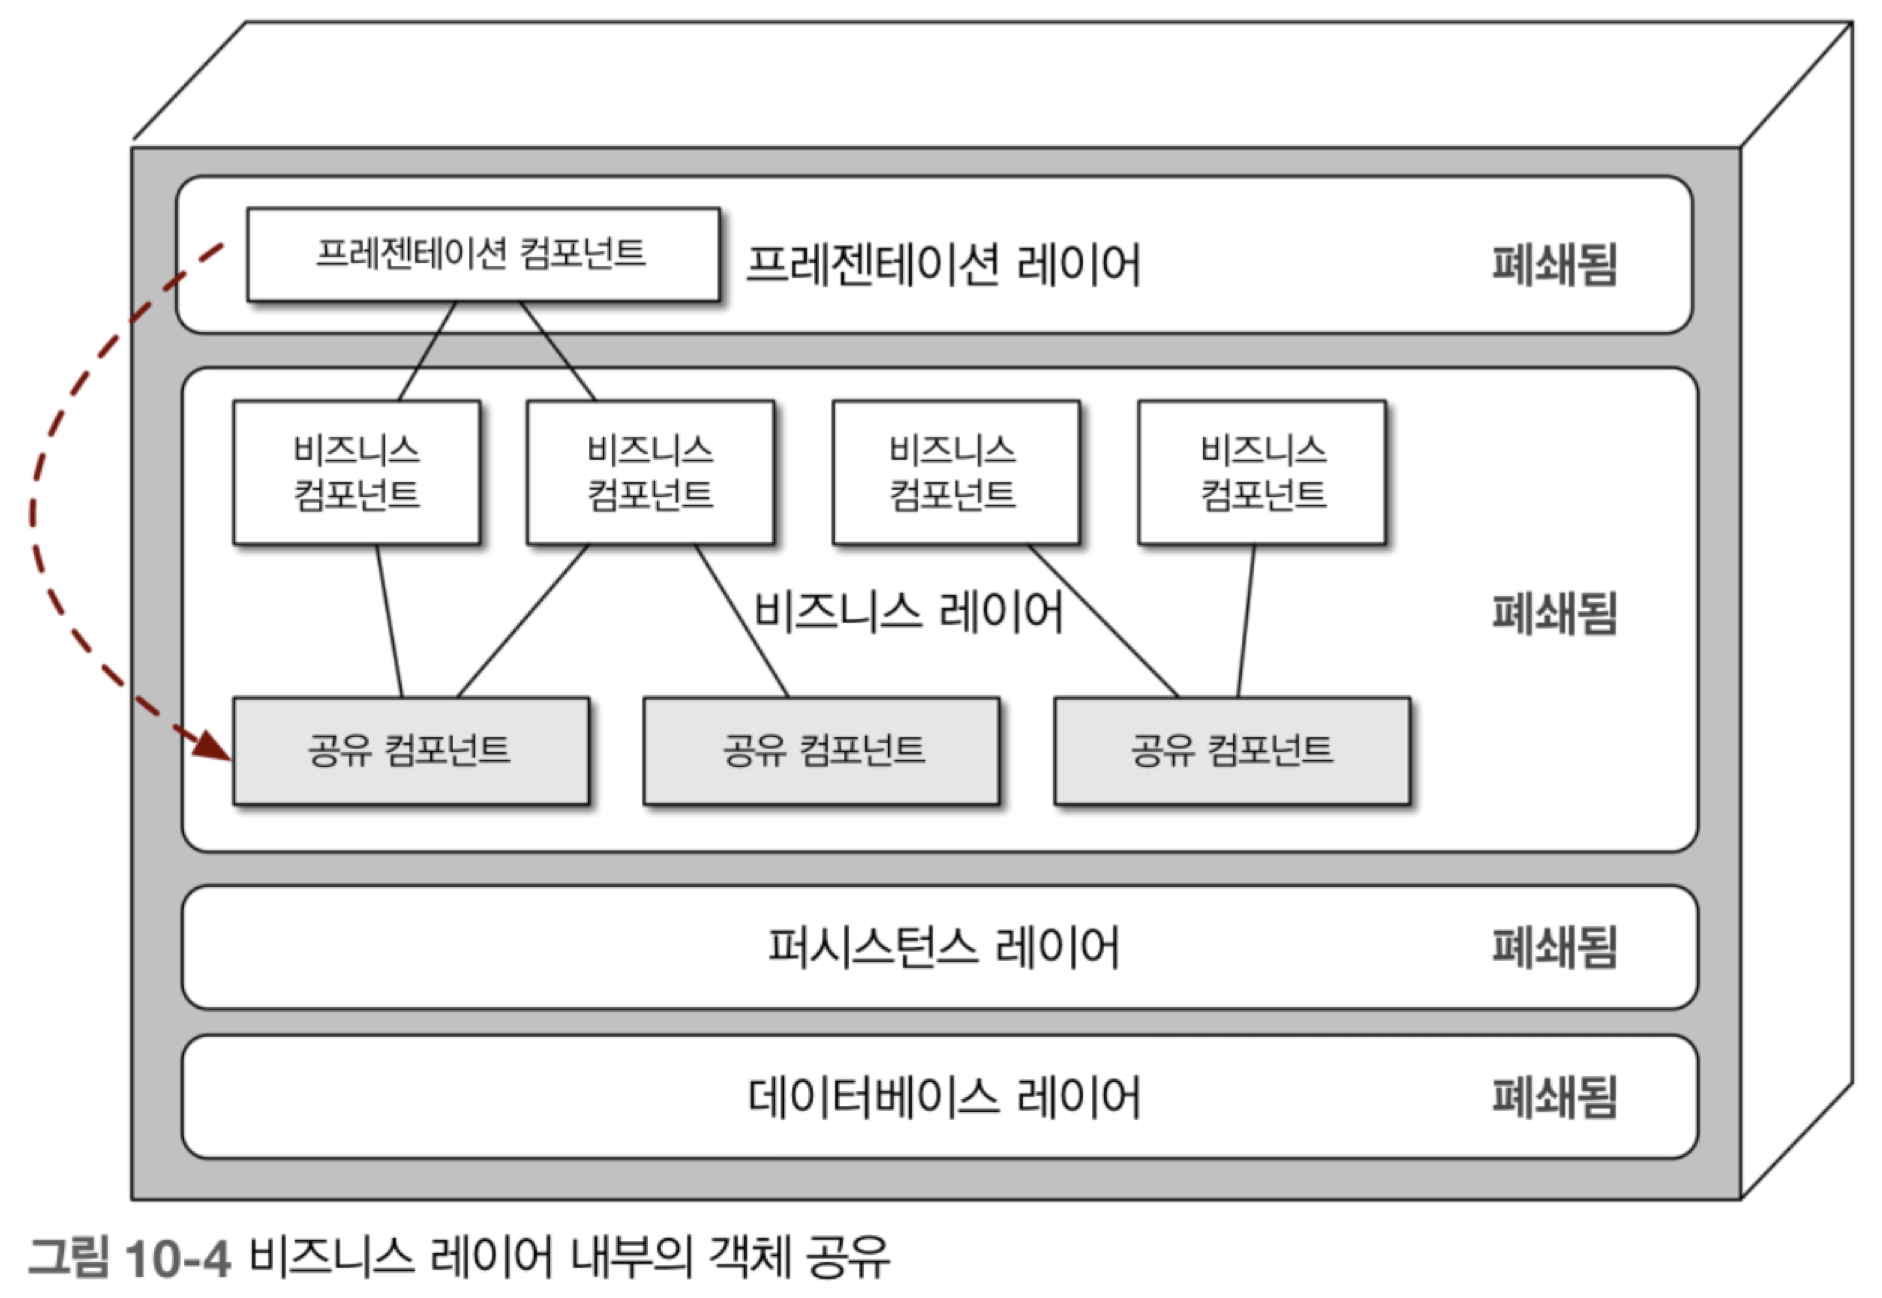 프레젠테이션 컴포넌트
프레젠테이션 레이어
폐쇄됨
비즈니스
컴포넌트
비즈니스
컴포넌트
비즈니스
컴포넌트
비즈니스
컴포넌트
비즈니스 레이어
폐쇄됨
공유 컴포넌트
공유 컴포넌트
공유 컴포넌트
퍼시스턴스 레이어
폐쇄됨
데이터베이스 레이어
폐쇄됨
그림 10-4 비즈니스 레이어 내부의 객체 공유